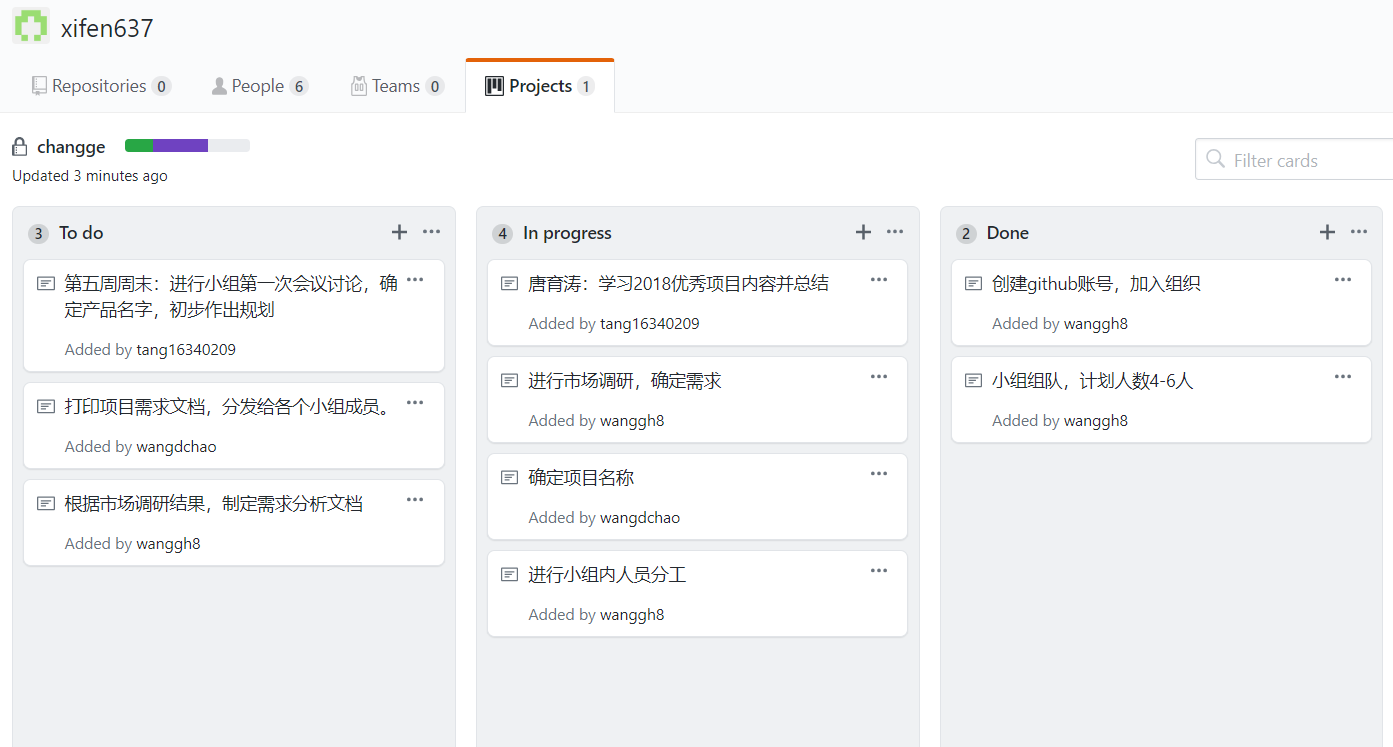 xifen637
Repositories 0
People 6
Teams 0
Projects 1
changge
Updated 3 minutes ago
Filter cards
3 To do
第五周周末：进行小组第一次会议讨论，确
定产品名字，初步作出规划
Added by tang16340209
打印项目需求文档，分发给各个小组成员。
Added by wangdchao
根据市场调研结果，制定需求分析文档
Added by wanggh8
4 In progress
唐育涛：学习2018优秀项目内容并总结
Added by tang16340209
进行市场调研，确定需求
Added by wanggh8
确定项目名称
Added by wangdchao
进行小组内人员分工
Added by wanggh8
2 Done
创建github账号，加入组织
Added by wanggh8
小组组队，计划人数4-6人
Added by wanggh8